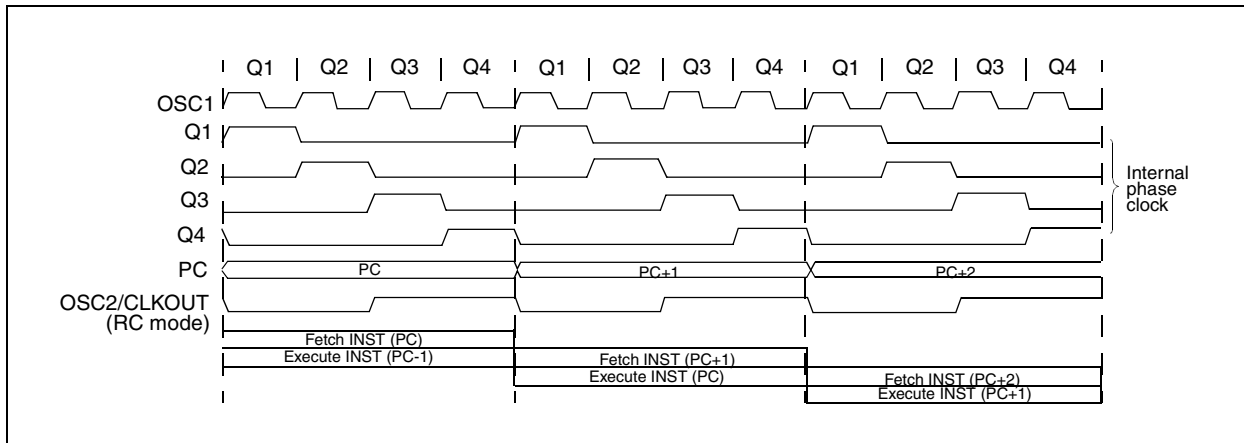 Q1 Q2 Q3 Q4 Q1 Q2 Q3 Q4 Q1 Q2 Q3 Q4
OSC1
Q1
Q2
Q3
Q4
Internal
phase
clock
PC PC PC+1 PC+2
OSC2/CLKOUT
(RC mode)
Fetch INST (PC)
Execute INST (PC-1) Fetch INST (PC+1)
Execute INST (PC) Fetch INST (PC+2)
Execute INST (PC+1)